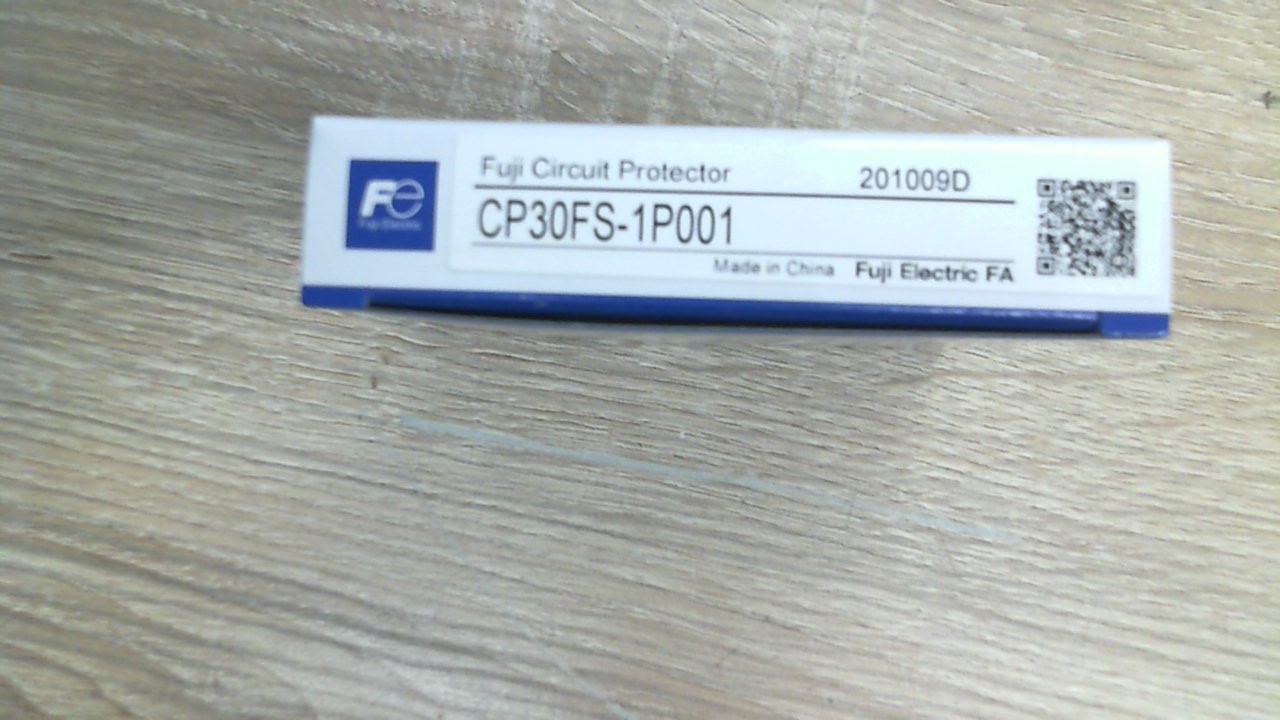 Fe
Fuji Electric
Fuji Circuit Protector 201009D
CP30FS-1P001
Made in China Fuji Electric FA